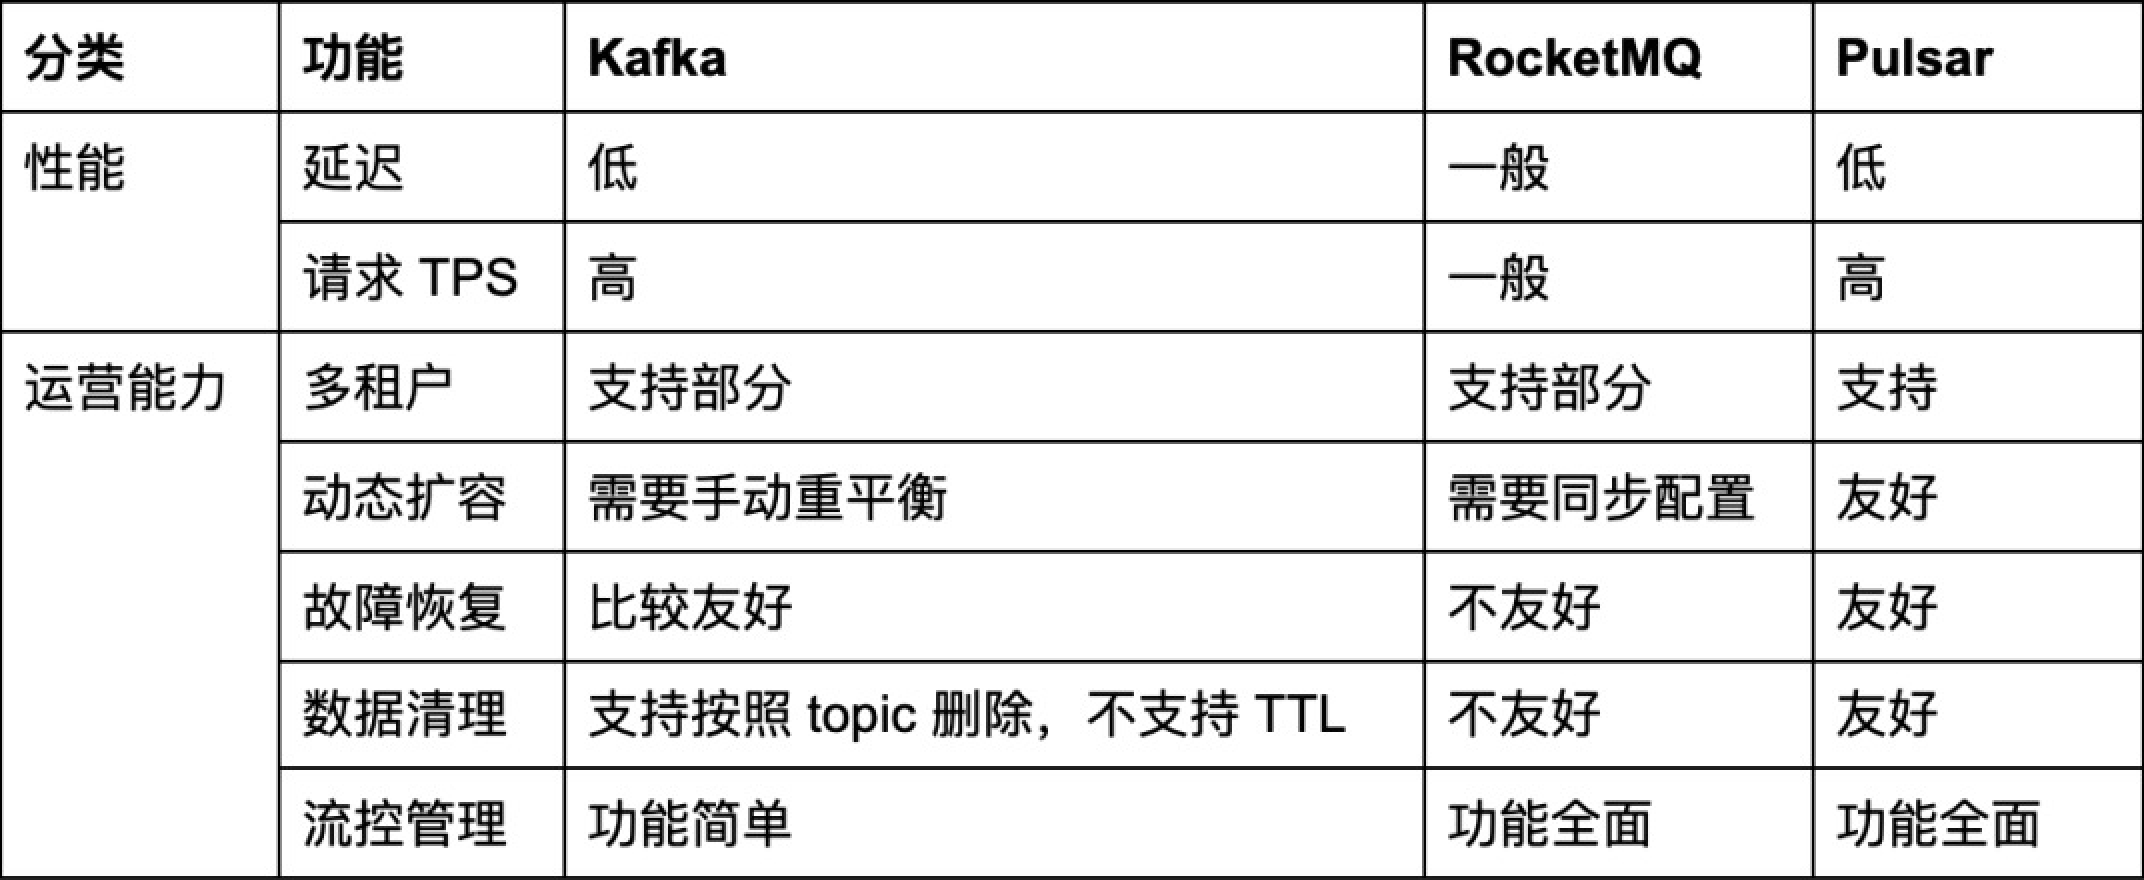 分类 功能 Kafka RocketMQ Pulsar
性能 延迟 低 一般 低
请求 TPS 高 一般 高
运营能力 多租户 支持部分 支持部分 支持
动态扩容 需要手动重平衡 需要同步配置 友好
故障恢复 比较友好 不友好 友好
数据清理 支持按照 topic 删除，不支持 TTL 不友好 友好
流控管理 功能简单 功能全面 功能全面